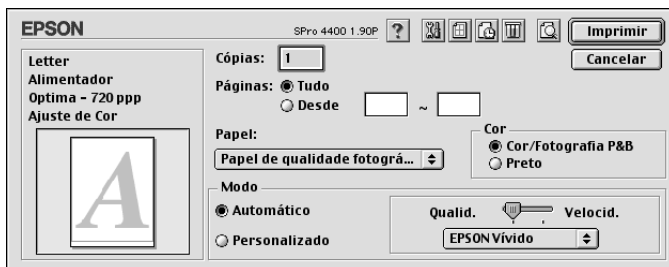 EPSON
SPro 4400 1.90P
?
Imprimir
Cancelar
Letter
Alimentador
Optima - 720 ppp
Ajuste de Cor
A
Cópias: 1
Páginas: Tudo
Desde ~
Papel:
Papel de qualidade fotográ...
Cor
Cor/Fotografia P&B
Preto
Modo
Automático
Personalizado
Qualid. Velocid.
EPSON Vívido